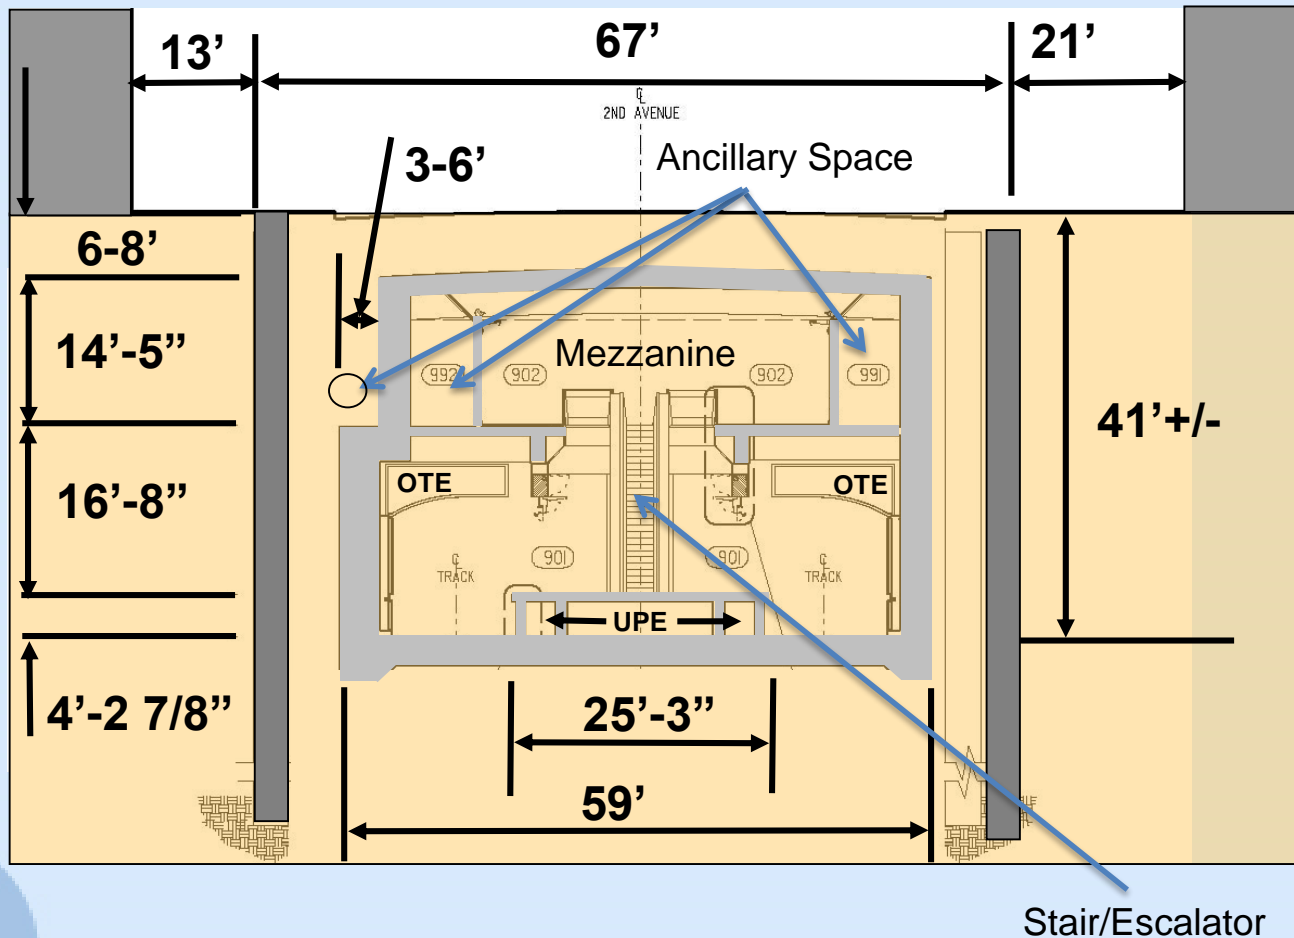 13’
67’
21’
℄
2ND AVENUE
3-6’
Ancillary Space
6-8’
14’-5”
Mezzanine
992
902
902
991
41’+/-
16’-8”
OTE
OTE
901
901
℄
TRACK
℄
TRACK
UPE
4’-2 7/8”
25’-3”
59’
Stair/Escalator